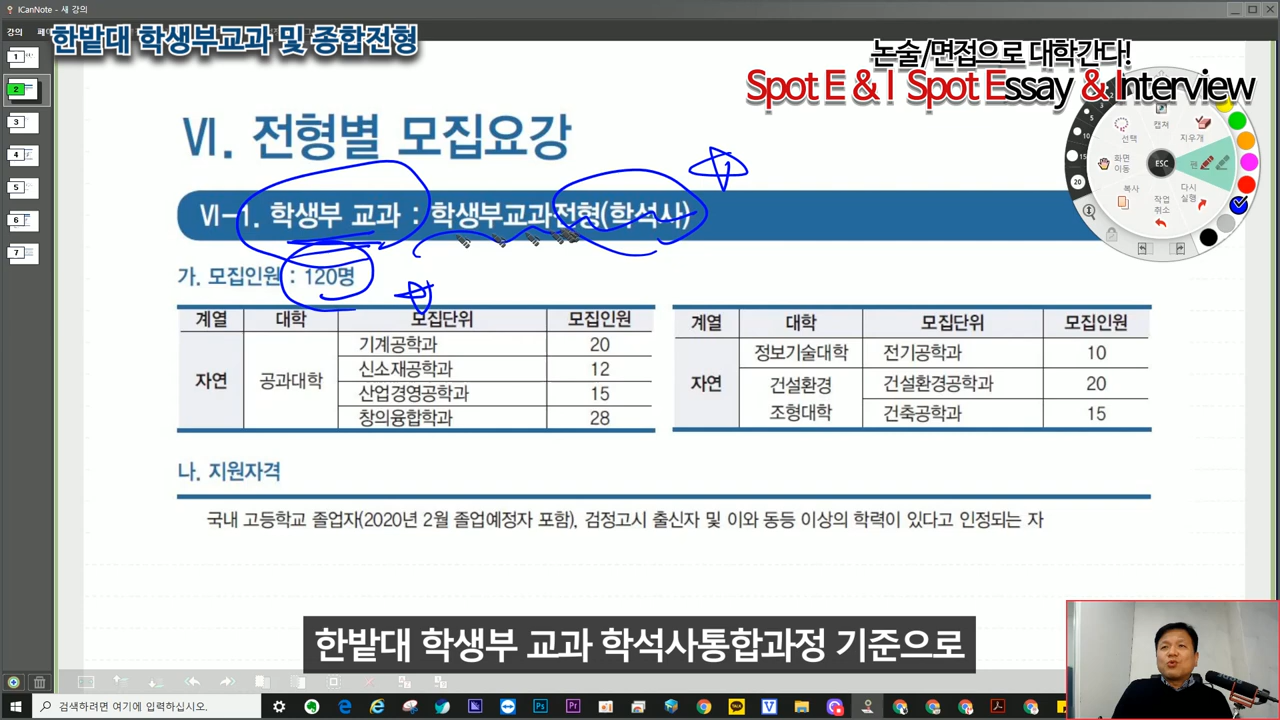 ICanNote - 새 강의
강의
한밭대 학생부교과 및 종합전형
논술/면접으로 대학간다!
Spot E & I Spot Essay & Interview
Ⅵ. 전형별 모집요강
Ⅵ-1. 학생부 교과 : 학생부교과전형(학석사)
가. 모집인원 : 120명
계열 대학 모집단위 모집인원
자연 공과대학 기계공학과 20
신소재공학과 12
산업경영공학과 15
창의융합학과 28
계열 대학 모집단위 모집인원
자연 정보기술대학 전기공학과 10
건설환경조형대학 건설환경공학과 20
건축공학과 15
나. 지원자격
국내 고등학교 졸업자(2020년 2월 졸업예정자 포함), 검정고시 출신자 및 이와 동등 이상의 학력이 있다고 인정되는 자
한밭대 학생부 교과 학석사통합과정 기준으로
선택
캡쳐
지우개
화면이동
ESC
펜
복사
작업취소
다시실행
5
10
15
20
1
2
3
4
5
6
7
검색하려면 여기에 입력하십시오.